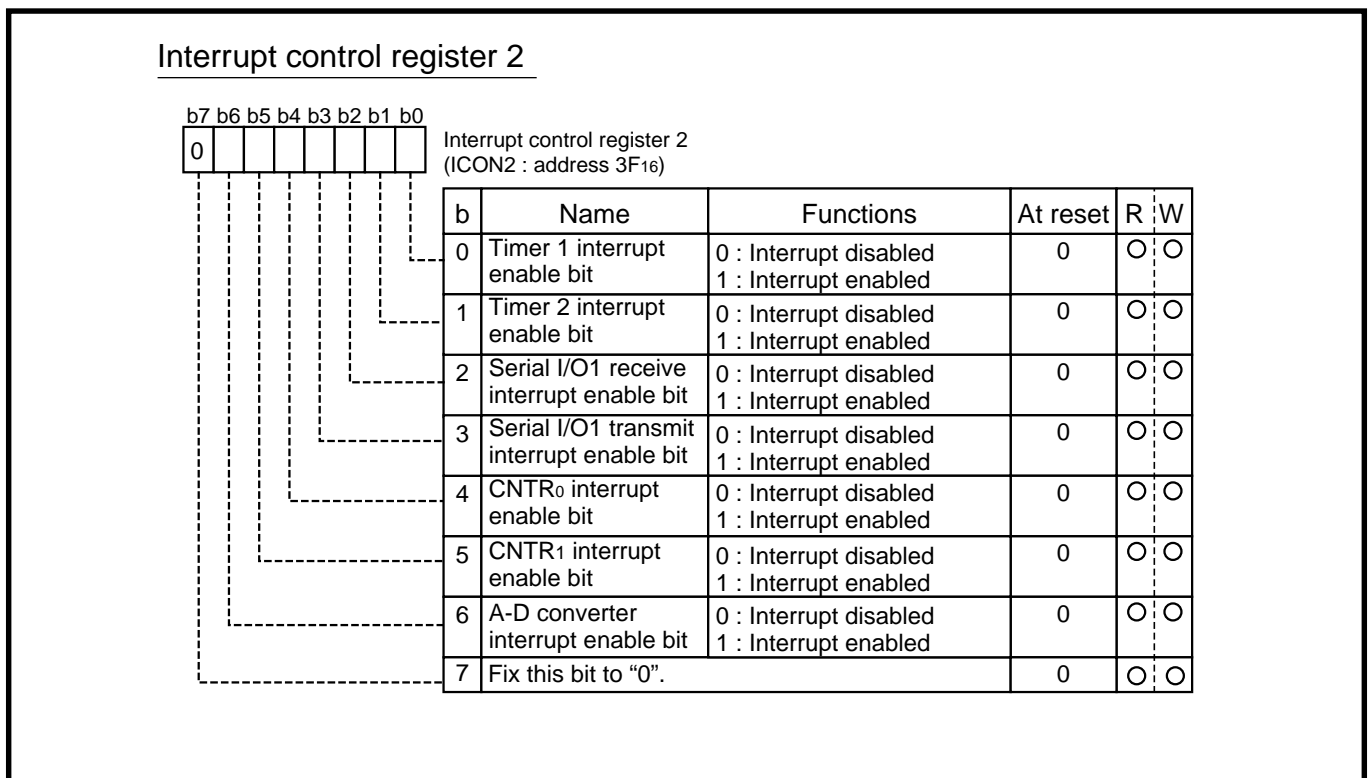 Interrupt control register 2
b7 b6 b5 b4 b3 b2 b1 b0
0
Interrupt control register 2
(ICON2 : address 3F16)
b Name Functions At reset R W
0 Timer 1 interrupt enable bit 0 : Interrupt disabled 0 ○ ○
1 : Interrupt enabled
1 Timer 2 interrupt enable bit 0 : Interrupt disabled 0 ○ ○
1 : Interrupt enabled
2 Serial I/O1 receive interrupt enable bit 0 : Interrupt disabled 0 ○ ○
1 : Interrupt enabled
3 Serial I/O1 transmit interrupt enable bit 0 : Interrupt disabled 0 ○ ○
1 : Interrupt enabled
4 CNTR0 interrupt enable bit 0 : Interrupt disabled 0 ○ ○
1 : Interrupt enabled
5 CNTR1 interrupt enable bit 0 : Interrupt disabled 0 ○ ○
1 : Interrupt enabled
6 A-D converter interrupt enable bit 0 : Interrupt disabled 0 ○ ○
1 : Interrupt enabled
7 Fix this bit to “0”. 0 ○ ○